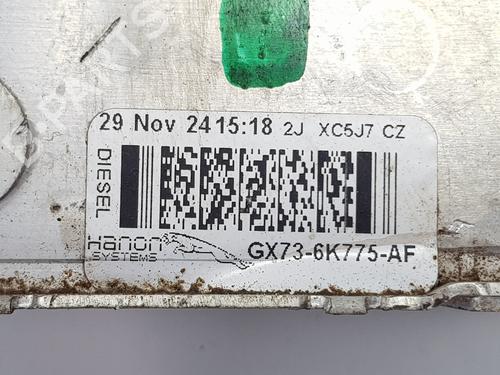 29 Nov 24 15:18 2J XC5J7 CZ
DIESEL
Hanon
SYSTEMS
GX73-6K775-AF